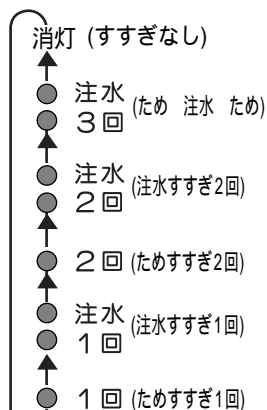 消灯 (すすぎなし)
注水 (ため 注水 ため)
3回
注水 (注水すすぎ2回)
2回
2回 (ためすすぎ2回)
注水 (注水すすぎ1回)
1回
1回 (ためすすぎ1回)